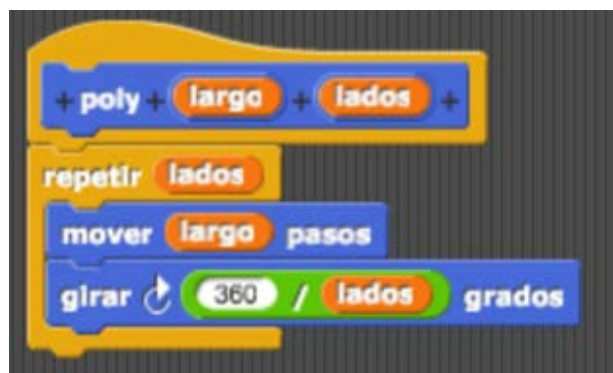 + poly + largo + lados +
repetir lados
mover largo pasos
girar 360 / lados grados